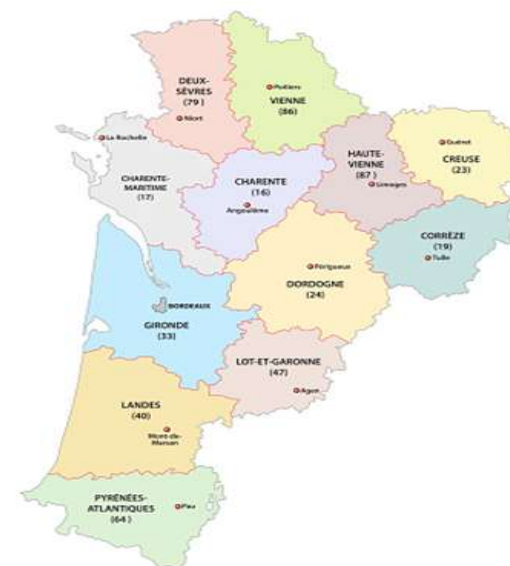 DEUX-
SÈVRES
(79)
Niort
Poitiers
VIENNE
(86)
La Rochelle
CHARENTE-
MARITIME
(17)
CHARENTE
(16)
Angoulême
HAUTE-
VIENNE
(87)
Limoges
Guéret
CREUSE
(23)
CORRÈZE
(19)
Tulle
Périgueux
DORDOGNE
(24)
BORDEAUX
GIRONDE
(33)
LOT-ET-GARONNE
(47)
Agen
LANDES
(40)
Mont-de-
Marsan
PYRÉNÉES-
ATLANTIQUES
(64)
Pau